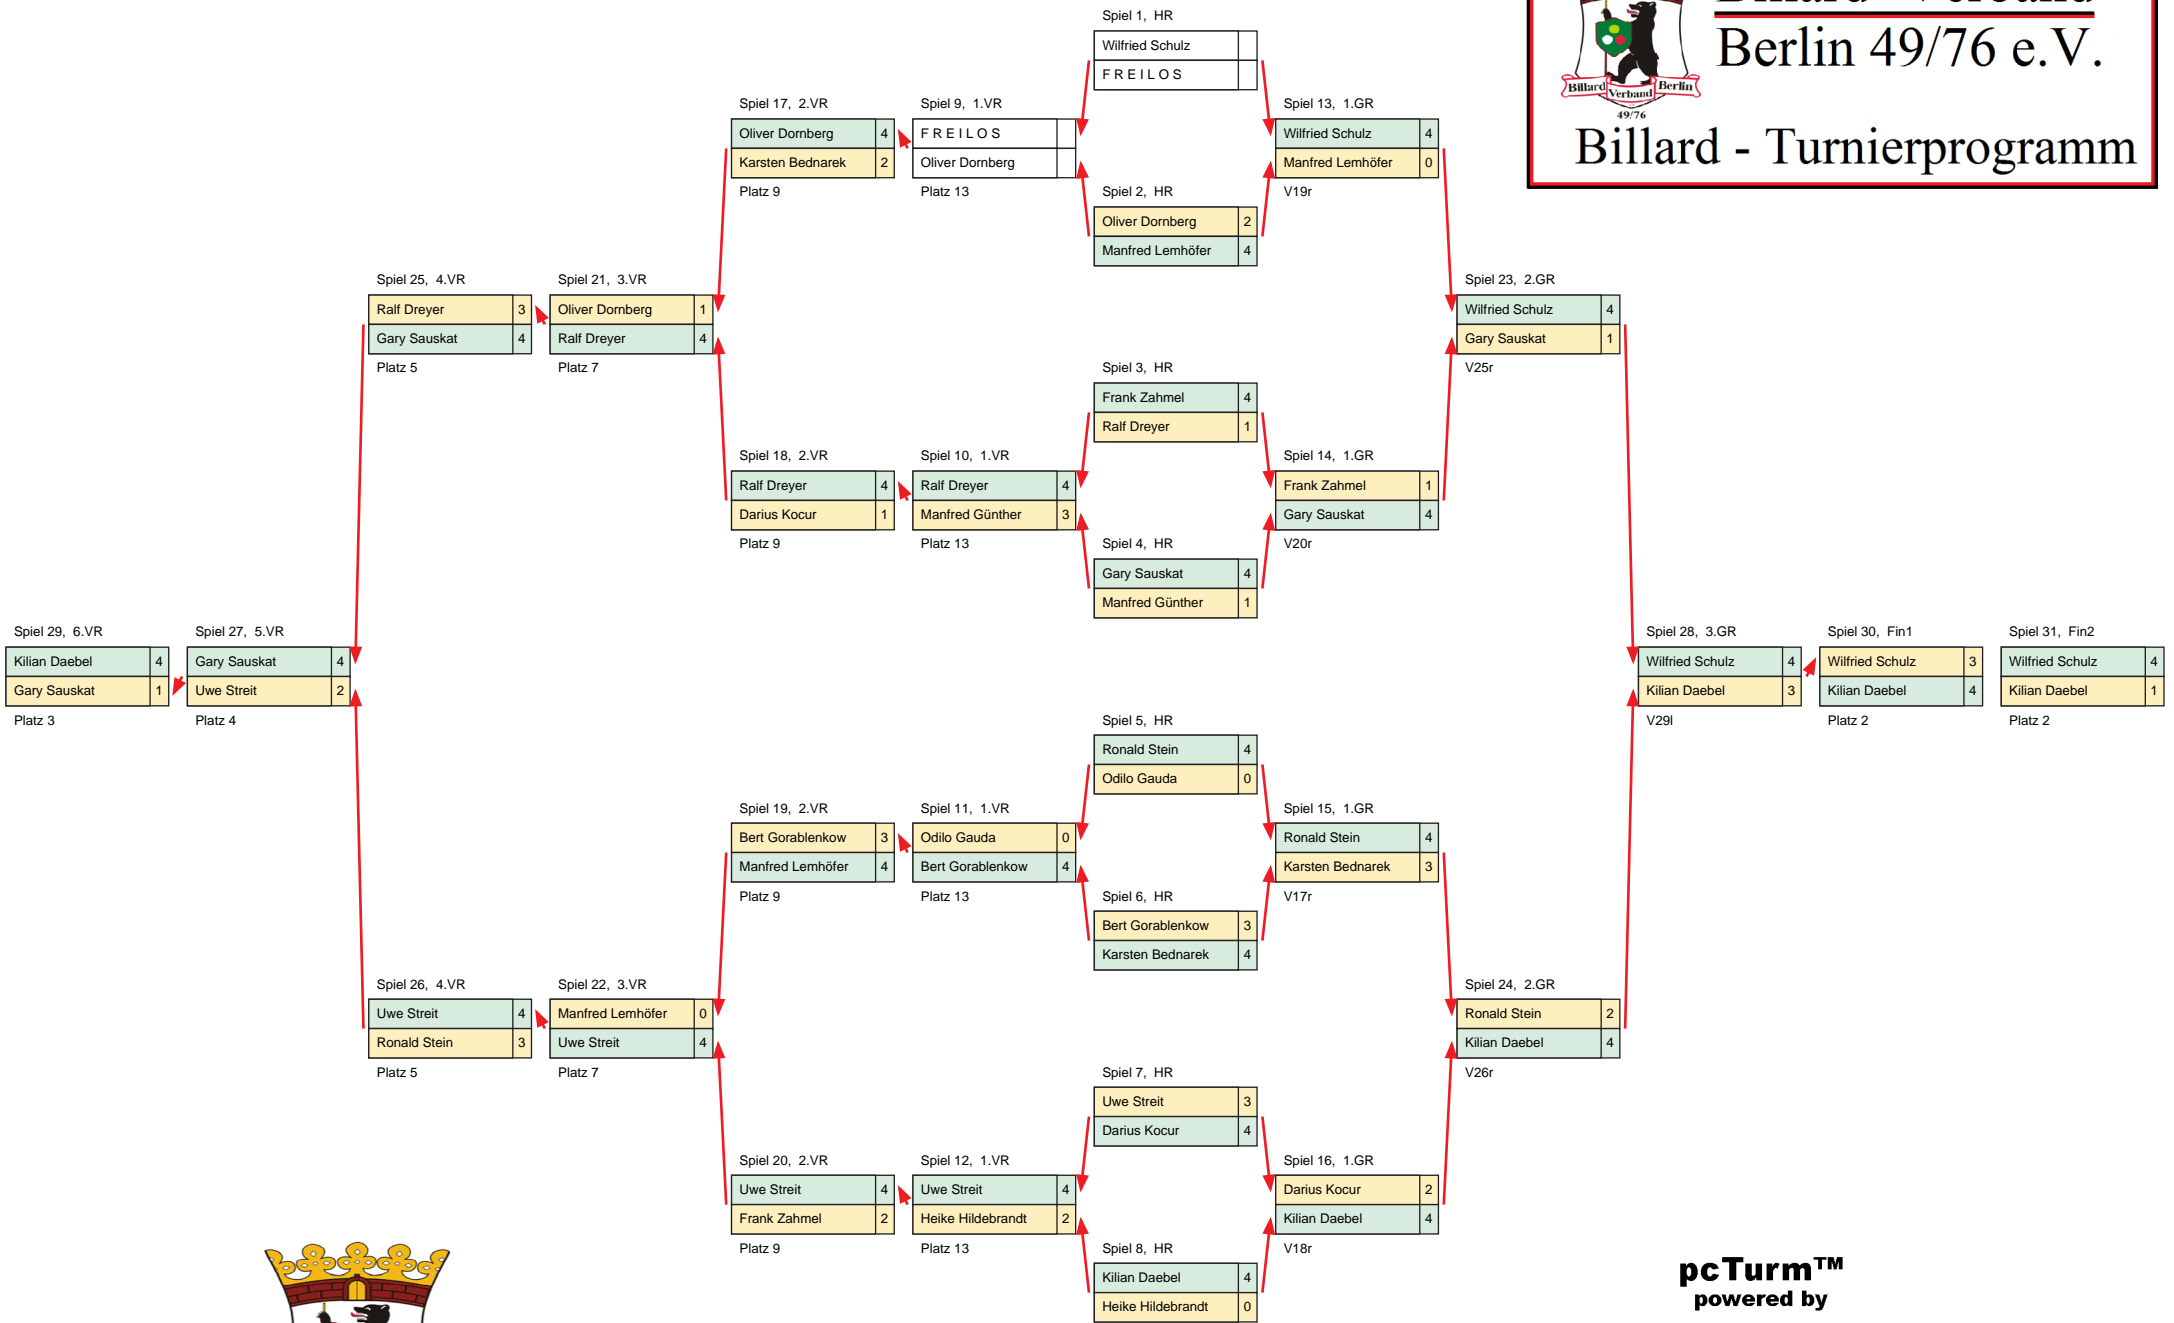 Billard-Verband
Berlin 49/76 e.V.
Billard Verband Berlin
49/76
Billard - Turnierprogramm
Spiel 1, HR
Wilfried Schulz
F R E I L O S
Spiel 17, 2.VR
Oliver Dornberg 4
Karsten Bednarek 2
Platz 9
Spiel 9, 1.VR
F R E I L O S
Oliver Dornberg
Platz 13
Spiel 13, 1.GR
Wilfried Schulz 4
Manfred Lemhöfer 0
V19r
Spiel 2, HR
Oliver Dornberg 2
Manfred Lemhöfer 4
Spiel 25, 4.VR
Ralf Dreyer 3
Gary Sauskat 4
Platz 5
Spiel 21, 3.VR
Oliver Dornberg 1
Ralf Dreyer 4
Platz 7
Spiel 23, 2.GR
Wilfried Schulz 4
Gary Sauskat 1
V25r
Spiel 3, HR
Frank Zahmel 4
Ralf Dreyer 1
Spiel 18, 2.VR
Ralf Dreyer 4
Darius Kocur 1
Platz 9
Spiel 10, 1.VR
Ralf Dreyer 4
Manfred Günther 3
Platz 13
Spiel 14, 1.GR
Frank Zahmel 1
Gary Sauskat 4
V20r
Spiel 4, HR
Gary Sauskat 4
Manfred Günther 1
Spiel 29, 6.VR
Kilian Daebel 4
Gary Sauskat 1
Platz 3
Spiel 27, 5.VR
Gary Sauskat 4
Uwe Streit 2
Platz 4
Spiel 28, 3.GR
Wilfried Schulz 4
Kilian Daebel 3
V29l
Spiel 30, Fin1
Wilfried Schulz 3
Kilian Daebel 4
Platz 2
Spiel 31, Fin2
Wilfried Schulz 4
Kilian Daebel 1
Platz 2
Spiel 5, HR
Ronald Stein 4
Odilo Gauda 0
Spiel 19, 2.VR
Bert Gorablenkow 3
Manfred Lemhöfer 4
Platz 9
Spiel 11, 1.VR
Odilo Gauda 0
Bert Gorablenkow 4
Platz 13
Spiel 15, 1.GR
Ronald Stein 4
Karsten Bednarek 3
V17r
Spiel 6, HR
Bert Gorablenkow 3
Karsten Bednarek 4
Spiel 26, 4.VR
Uwe Streit 4
Ronald Stein 3
Platz 5
Spiel 22, 3.VR
Manfred Lemhöfer 0
Uwe Streit 4
Platz 7
Spiel 24, 2.GR
Ronald Stein 2
Kilian Daebel 4
V26r
Spiel 7, HR
Uwe Streit 3
Darius Kocur 4
Spiel 20, 2.VR
Uwe Streit 4
Frank Zahmel 2
Platz 9
Spiel 12, 1.VR
Uwe Streit 4
Heike Hildebrandt 2
Platz 13
Spiel 16, 1.GR
Darius Kocur 2
Kilian Daebel 4
V18r
Spiel 8, HR
Kilian Daebel 4
Heike Hildebrandt 0
pcTurm™
powered by